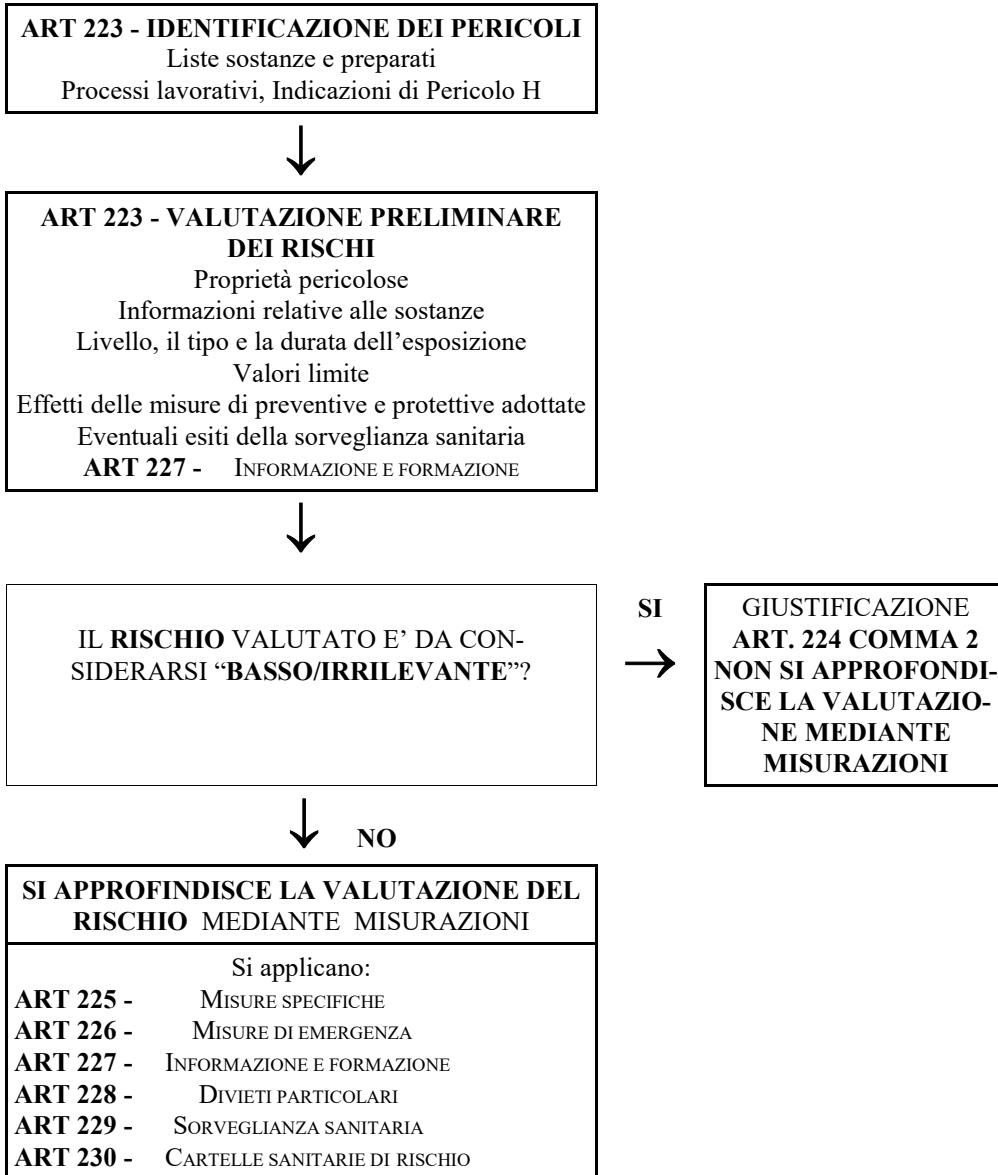 ART 223 - IDENTIFICAZIONE DEI PERICOLI
Liste sostanze e preparati
Processi lavorativi, Indicazioni di Pericolo H
ART 223 - VALUTAZIONE PRELIMINARE
DEI RISCHI
Proprietà pericolose
Informazioni relative alle sostanze
Livello, il tipo e la durata dell’esposizione
Valori limite
Effetti delle misure di preventive e protettive adottate
Eventuali esiti della sorveglianza sanitaria
ART 227 - INFORMAZIONE E FORMAZIONE
IL RISCHIO VALUTATO E’ DA CON-
SIDERARSI “BASSO/IRRILEVANTE”?
SI
GIUSTIFICAZIONE
ART. 224 COMMA 2
NON SI APPROFONDI-
SCE LA VALUTAZIO-
NE MEDIANTE
MISURAZIONI
NO
SI APPROFINDISCE LA VALUTAZIONE DEL
RISCHIO MEDIANTE MISURAZIONI
Si applicano:
ART 225 - MISURE SPECIFICHE
ART 226 - MISURE DI EMERGENZA
ART 227 - INFORMAZIONE E FORMAZIONE
ART 228 - DIVIETI PARTICOLARI
ART 229 - SORVEGLIANZA SANITARIA
ART 230 - CARTELLE SANITARIE DI RISCHIO